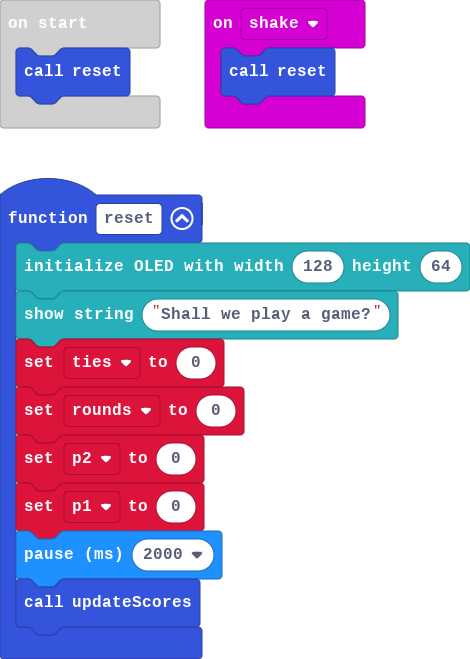 on start
call reset
on shake
call reset
function reset
initialize OLED with width 128 height 64
show string "Shall we play a game?"
set ties to 0
set rounds to 0
set p2 to 0
set p1 to 0
pause (ms) 2000
call updateScores